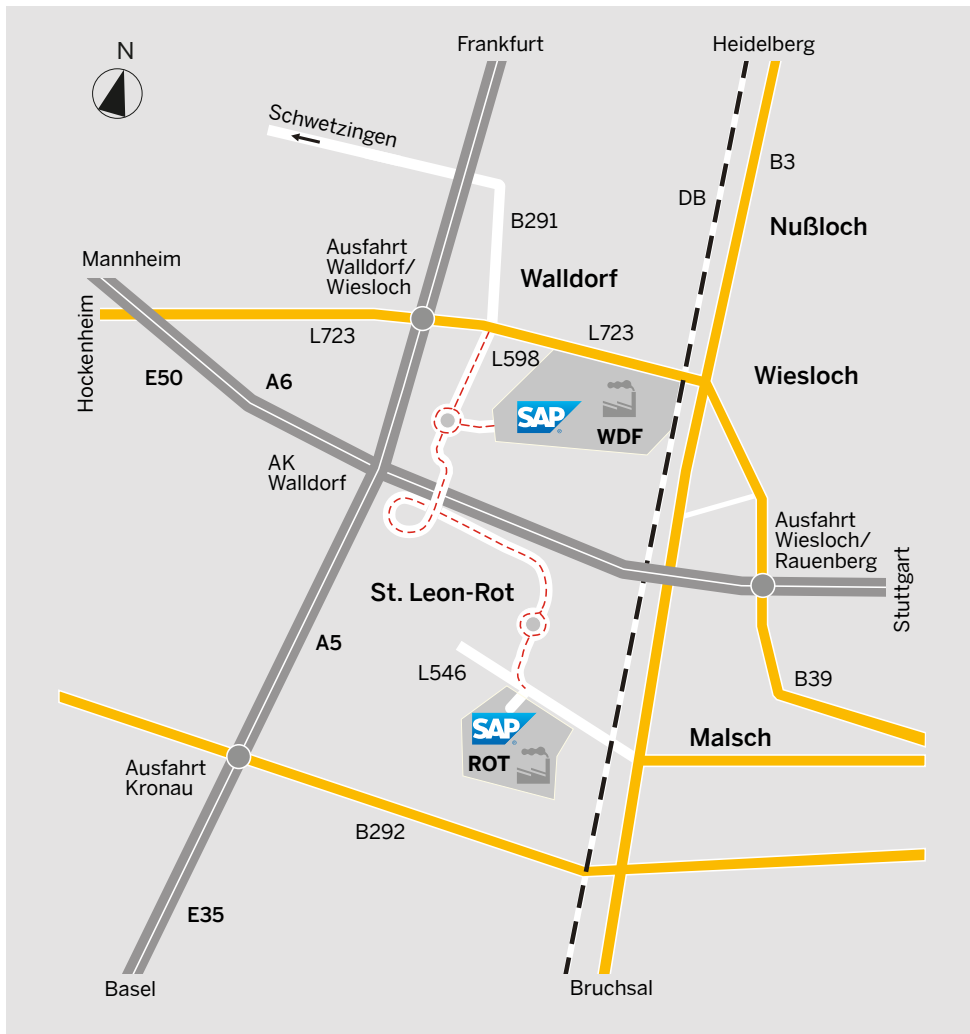 Frankfurt
Heidelberg
N
Schwetzingen
B3
DB
B291
Nußloch
Ausfahrt
Walldorf/
Wiesloch
Walldorf
Mannheim
Hockenheim
L723
L723
L598
E50
A6
Wiesloch
SAP
®
WDF
AK
Walldorf
Ausfahrt
Wiesloch/
Rauenberg
Stuttgart
St. Leon-Rot
A5
L546
B39
SAP
®
ROT
Malsch
Ausfahrt
Kronau
B292
E35
Basel
Bruchsal